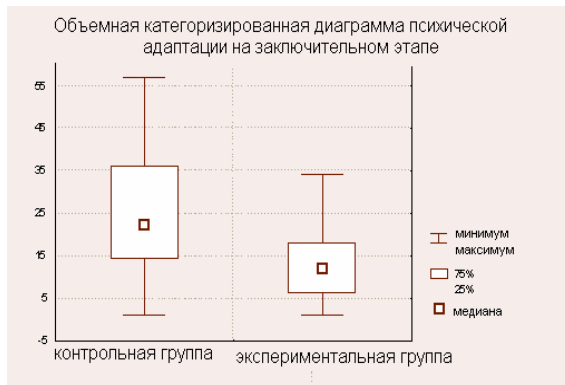 Объемная категоризированная диаграмма психической
адаптации на заключительном этапе
55
45
35
25
15
5
-5
контрольная группа
экспериментальная группа
минимум
максимум
75%
25%
медиана